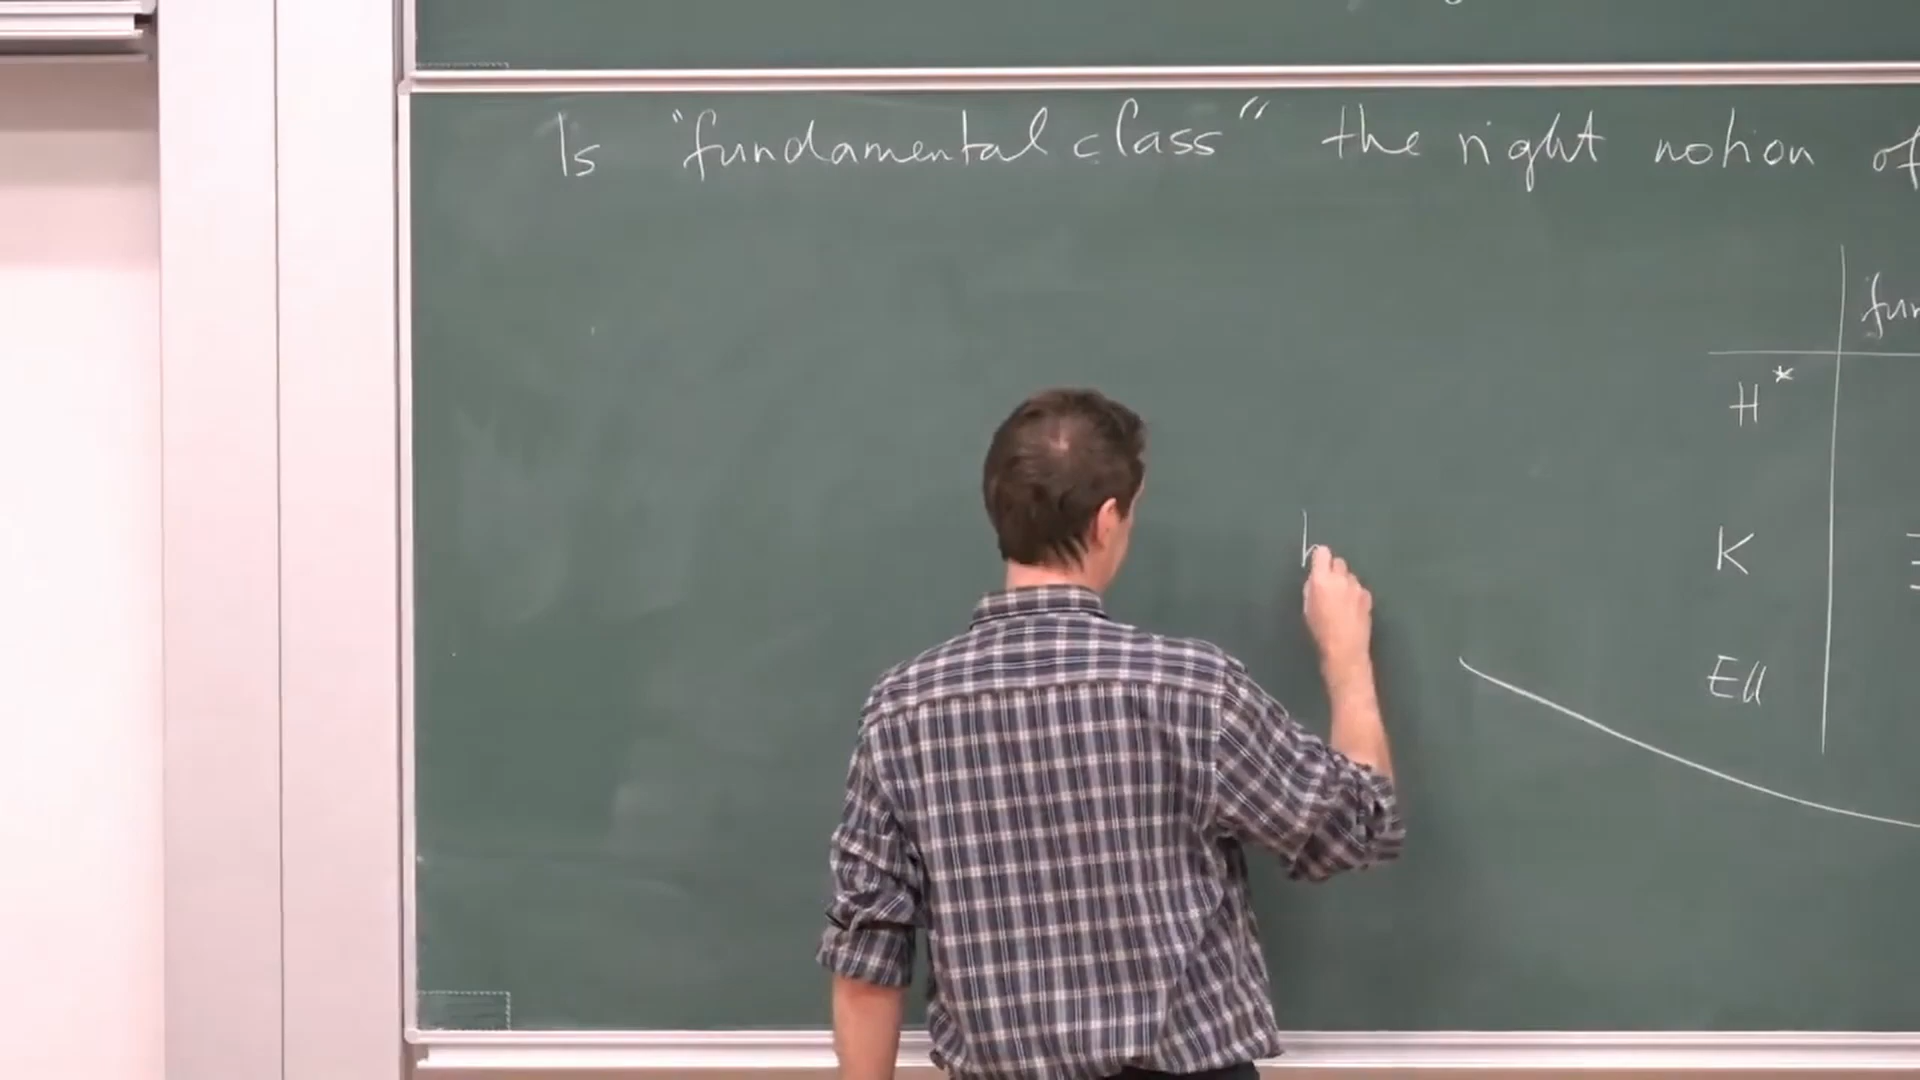 Is "fundamental class" the right notion of
H*
K
Ell